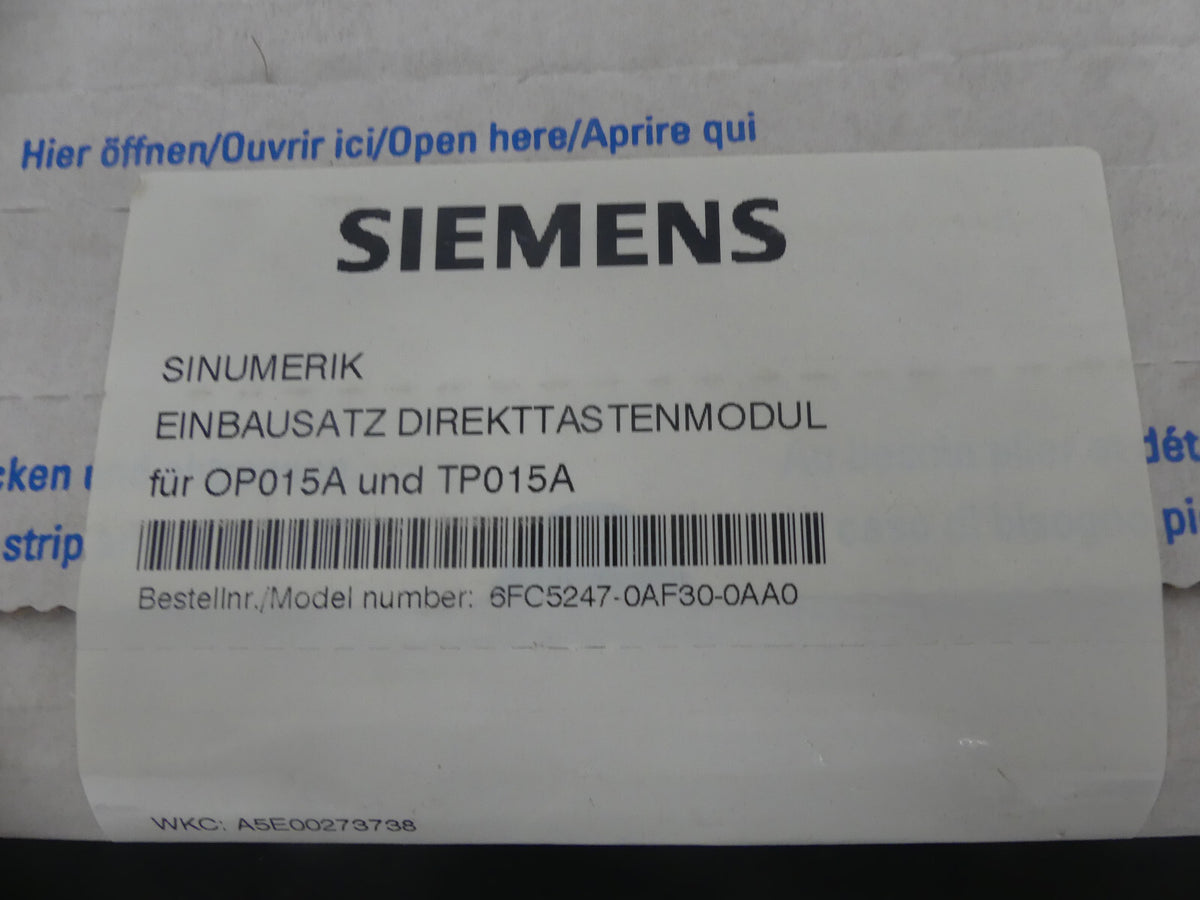 Hier öffnen/Ouvrir ici/Open here/Aprire qui
SIEMENS
SINUMERIK
EINBAUSATZ DIREKTTASTENMODUL
für OP015A und TP015A
Bestellnr./Model number: 6FC5247-0AF30-0AA0
WKC: A5E00273738
strip